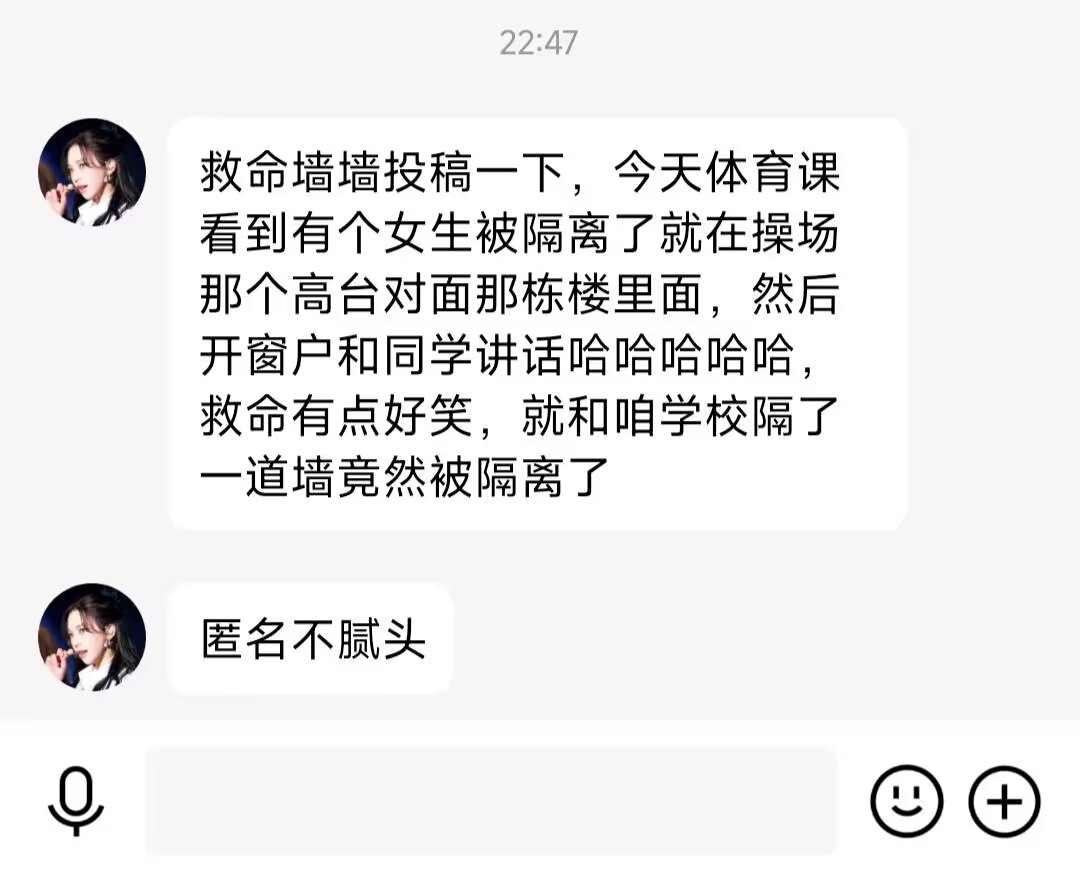 22:47
救命墙墙投稿一下，今天体育课
看到有个女生被隔离了就在操场
那个高台对面那栋楼里面，然后
开窗户和同学讲话哈哈哈哈哈，
救命有点好笑，就和咱学校隔了
一道墙竟然被隔离了
匿名不腻头